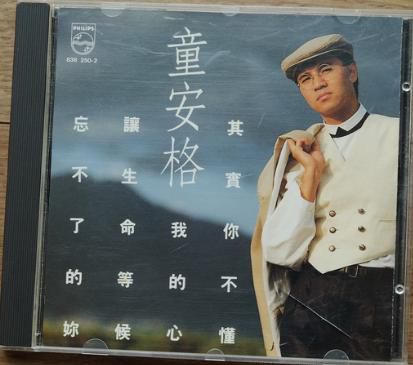 PHILIPS
838 250-2
童安格
其實你不懂
我的心
讓生命等候
忘不了的妳